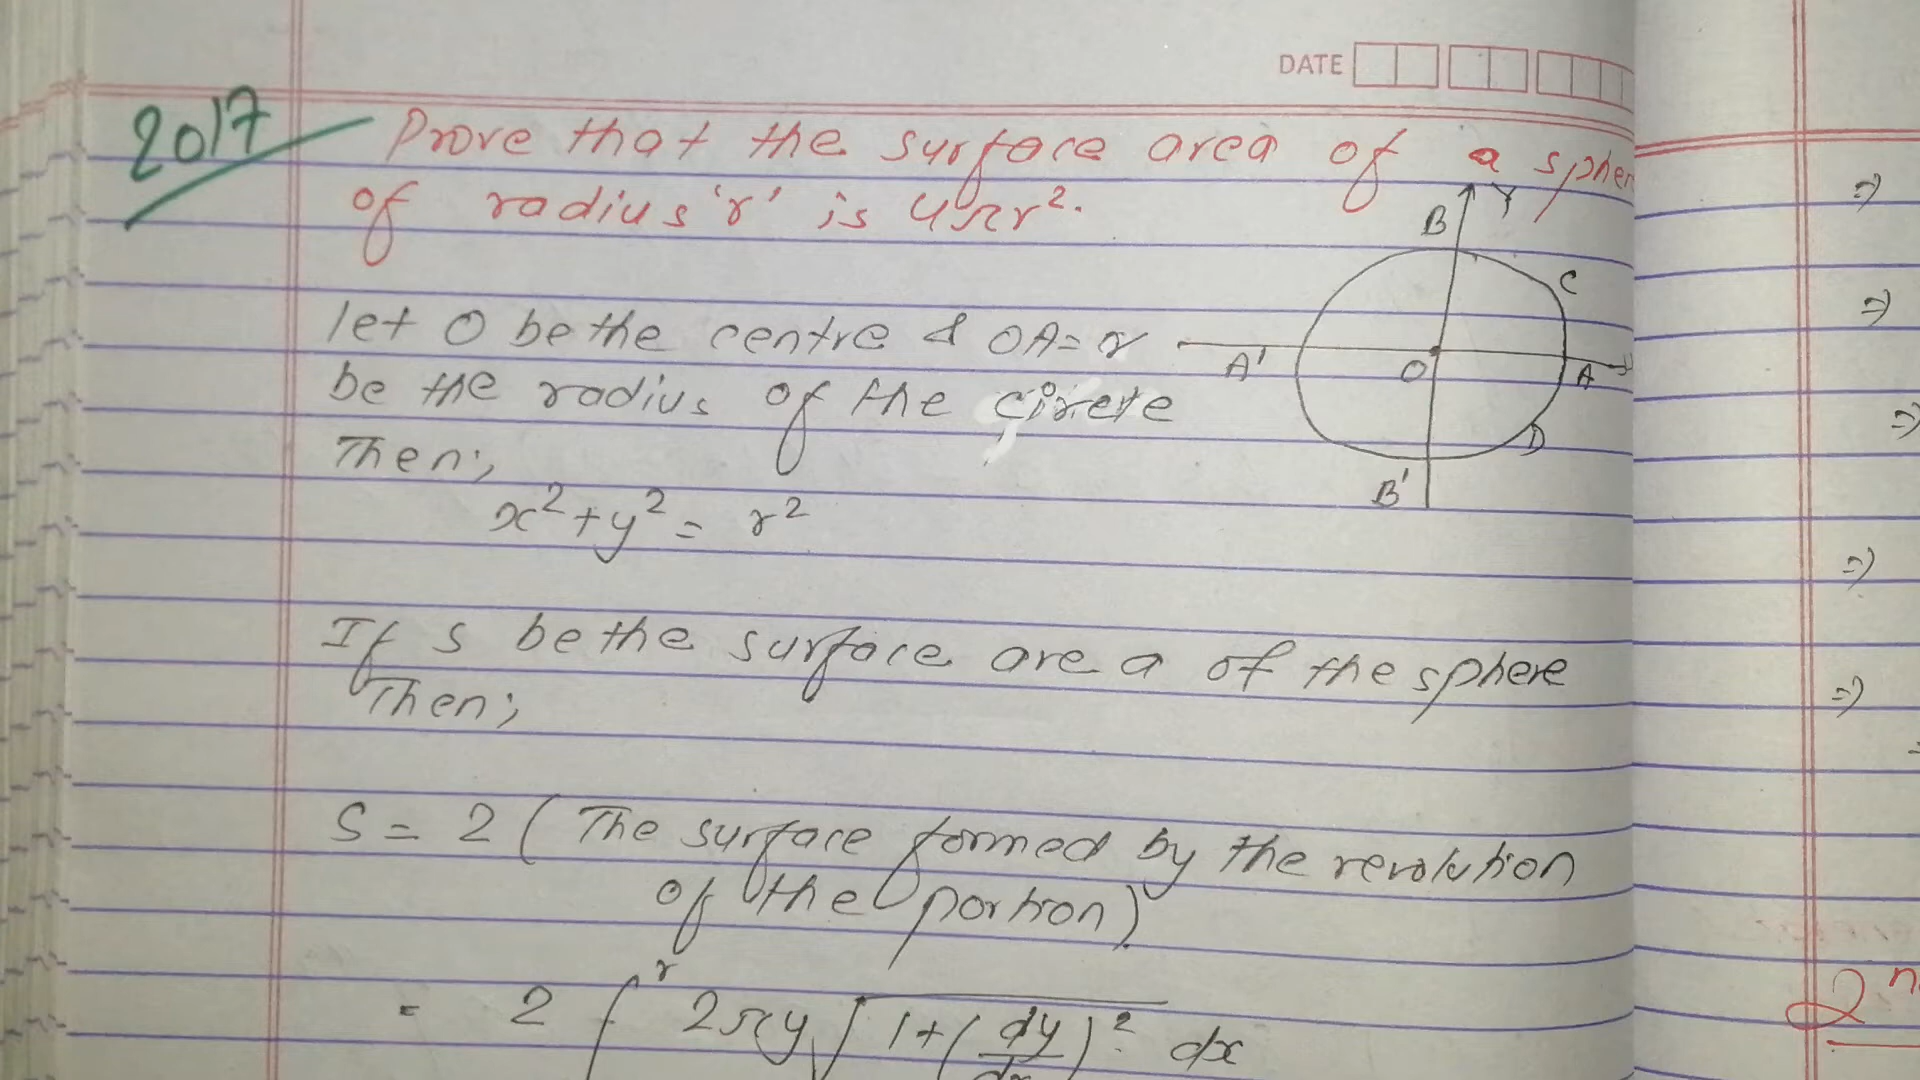 DATE
2017
Prove that the surface area of a spher
of radius 'r' is 4πr².
B Y
C
let O be the centre & OA = r
A' O A
be the radius of the circle
D
Then;
B'
x² + y² = r²
If S be the surface area of the sphere
Then;
S = 2 ( The surface formed by the revolution
of the portion )
= 2 ∫ r 2πy √ 1 + ( dy/dx )² dx
=)
=)
=)
=)
=)
2n